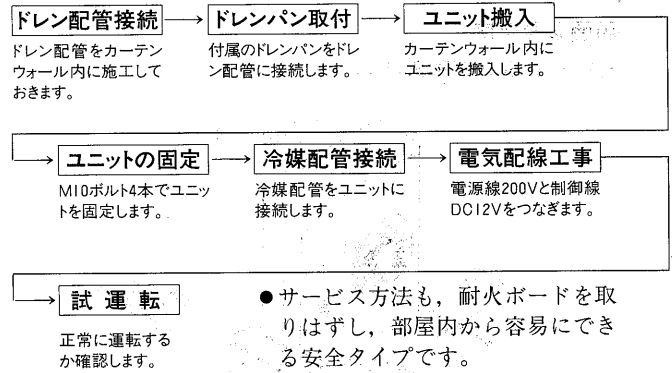 ドレン配管接続
ドレン配管をカーテン
ウォール内に施工して
おきます。
ドレンパン取付
付属のドレンパンをドレ
ン配管に接続します。
ユニット搬入
カーテンウォール内に
ユニットを搬入します。
ユニットの固定
M10ボルト4本でユニッ
トを固定します。
冷媒配管接続
冷媒配管をユニットに
接続します。
電気配線工事
電源線200Vと制御線
DC12Vをつなぎます。
試運転
正常に運転する
か確認します。
●サービス方法も，耐火ボードを取
りはずし，部屋内から容易にでき
る安全タイプです。